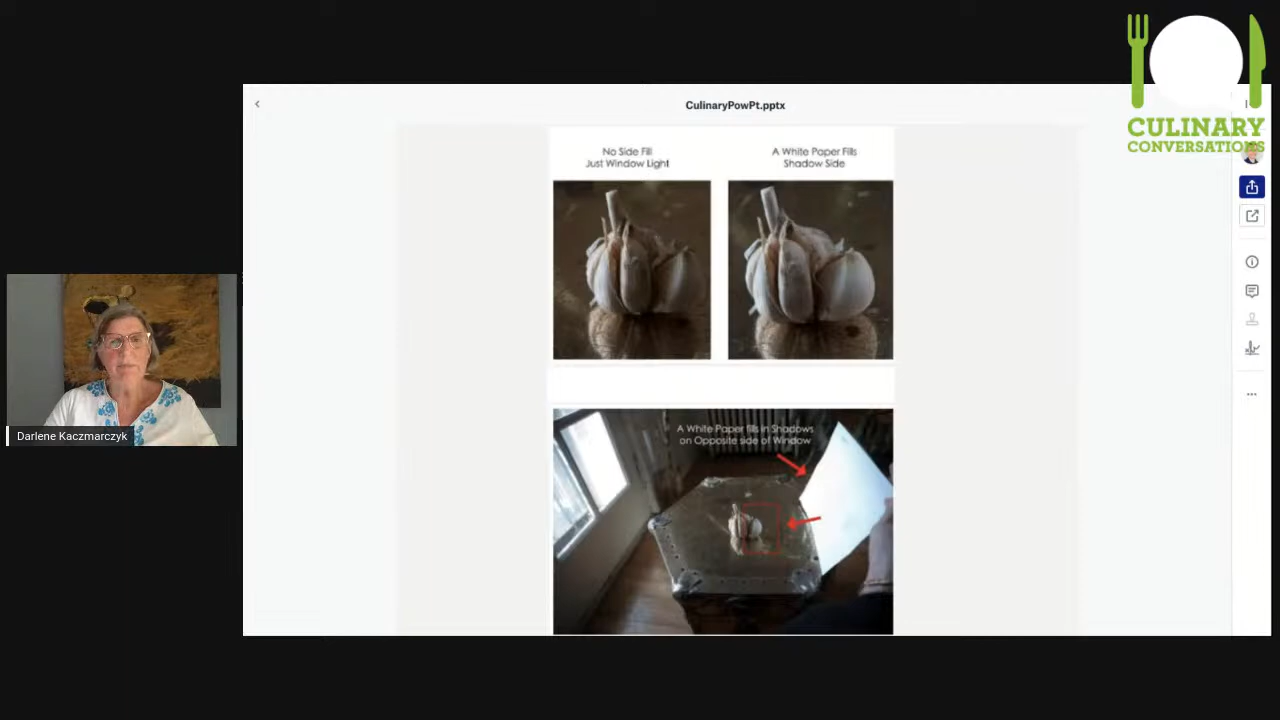 CULINARY
CONVERSATIONS
CulinaryPowPt.pptx
No Side Fill
Just Window Light
A White Paper Fills
Shadow Side
A White Paper fills in Shadows
on Opposite side of Window
Darlene Kaczmarczyk